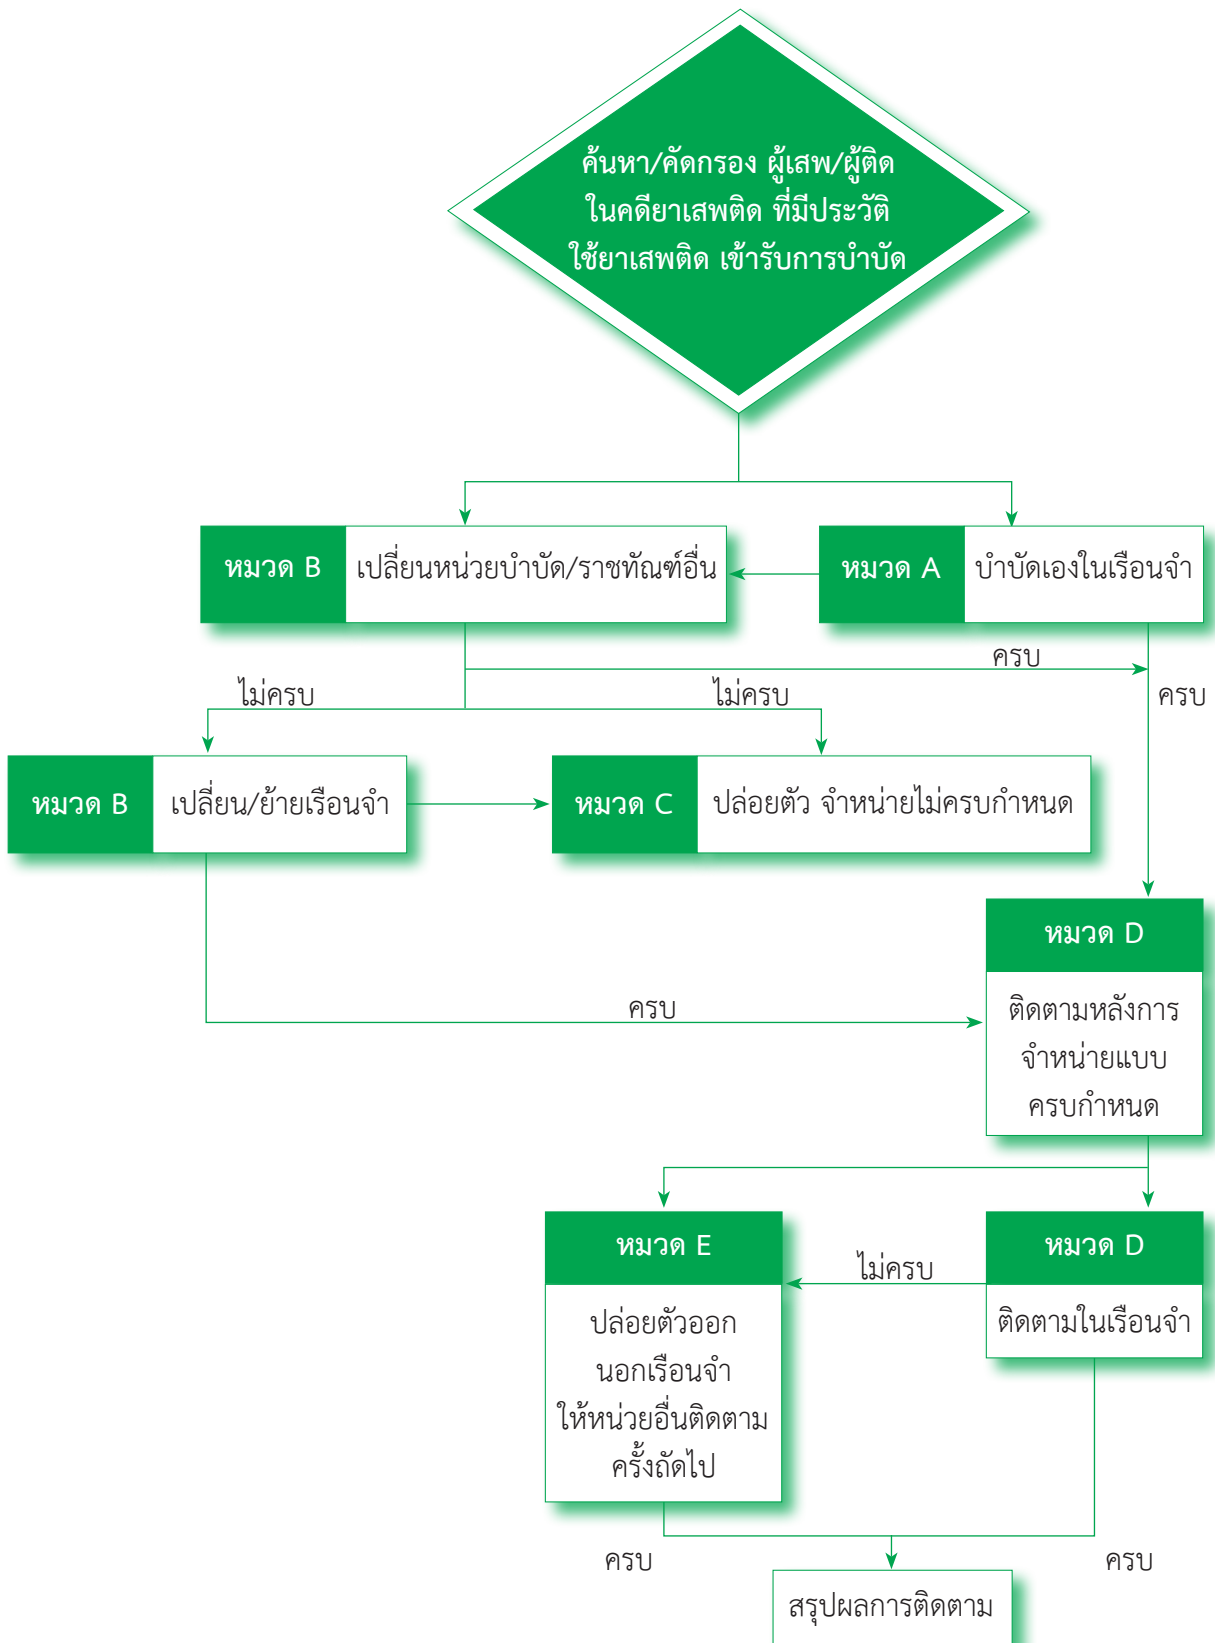 ค้นหา/คัดกรอง ผู้เสพ/ผู้ติด
ในคดียาเสพติด ที่มีประวัติ
ใช้ยาเสพติด เข้ารับการบำบัด
หมวด B
เปลี่ยนหน่วยบำบัด/ราชทัณฑ์อื่น
หมวด A
บำบัดเองในเรือนจำ
ครบ
ไม่ครบ
ไม่ครบ
ครบ
หมวด B
เปลี่ยน/ย้ายเรือนจำ
หมวด C
ปล่อยตัว จำหน่ายไม่ครบกำหนด
หมวด D
ติดตามหลังการ
จำหน่ายแบบ
ครบกำหนด
ครบ
หมวด E
ปล่อยตัวออก
นอกเรือนจำ
ให้หน่วยอื่นติดตาม
ครั้งถัดไป
ไม่ครบ
หมวด D
ติดตามในเรือนจำ
ครบ
ครบ
สรุปผลการติดตาม